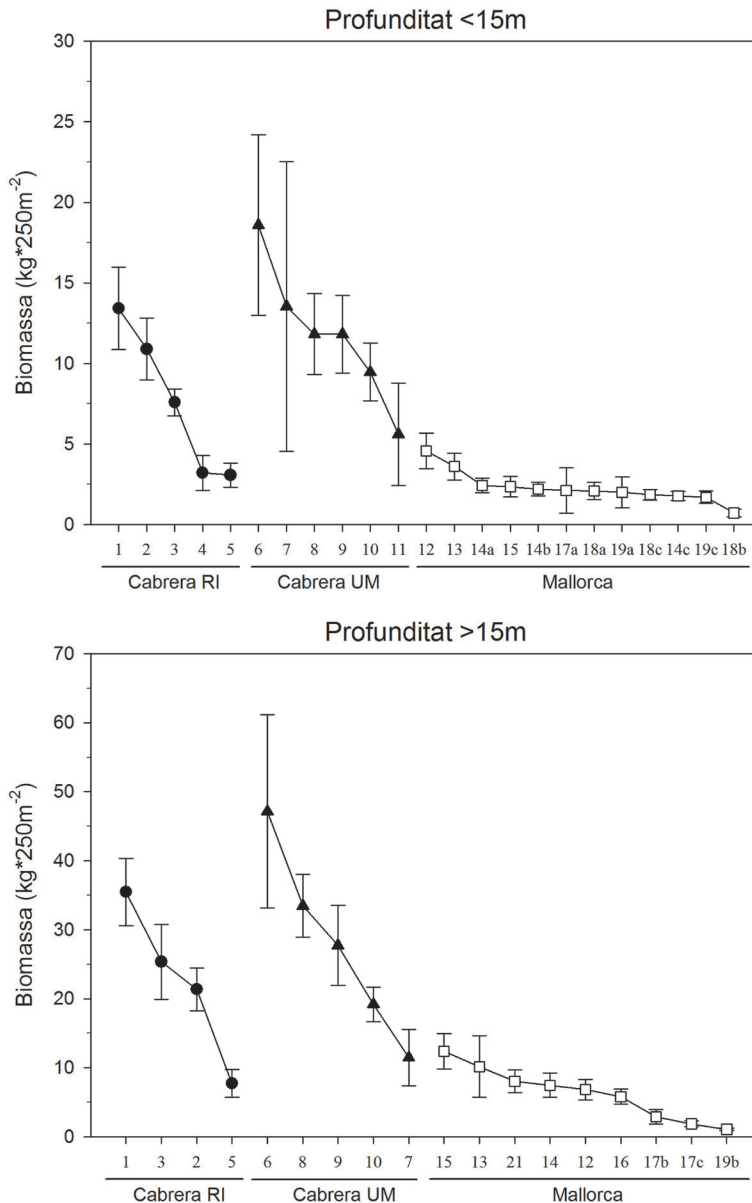 Profunditat <15m
30
25
20
15
10
5
0
Biomassa (kg*250m⁻²)
1 2 3 4 5 6 7 8 9 10 11 12 13 14a 15 14b 17a 18a 19a 18c 14c 19c 18b
Cabrera RI Cabrera UM Mallorca
Profunditat >15m
70
60
50
40
30
20
10
0
Biomassa (kg*250m⁻²)
1 3 2 5 6 8 9 10 7 15 13 21 14 12 16 17b 17c 19b
Cabrera RI Cabrera UM Mallorca